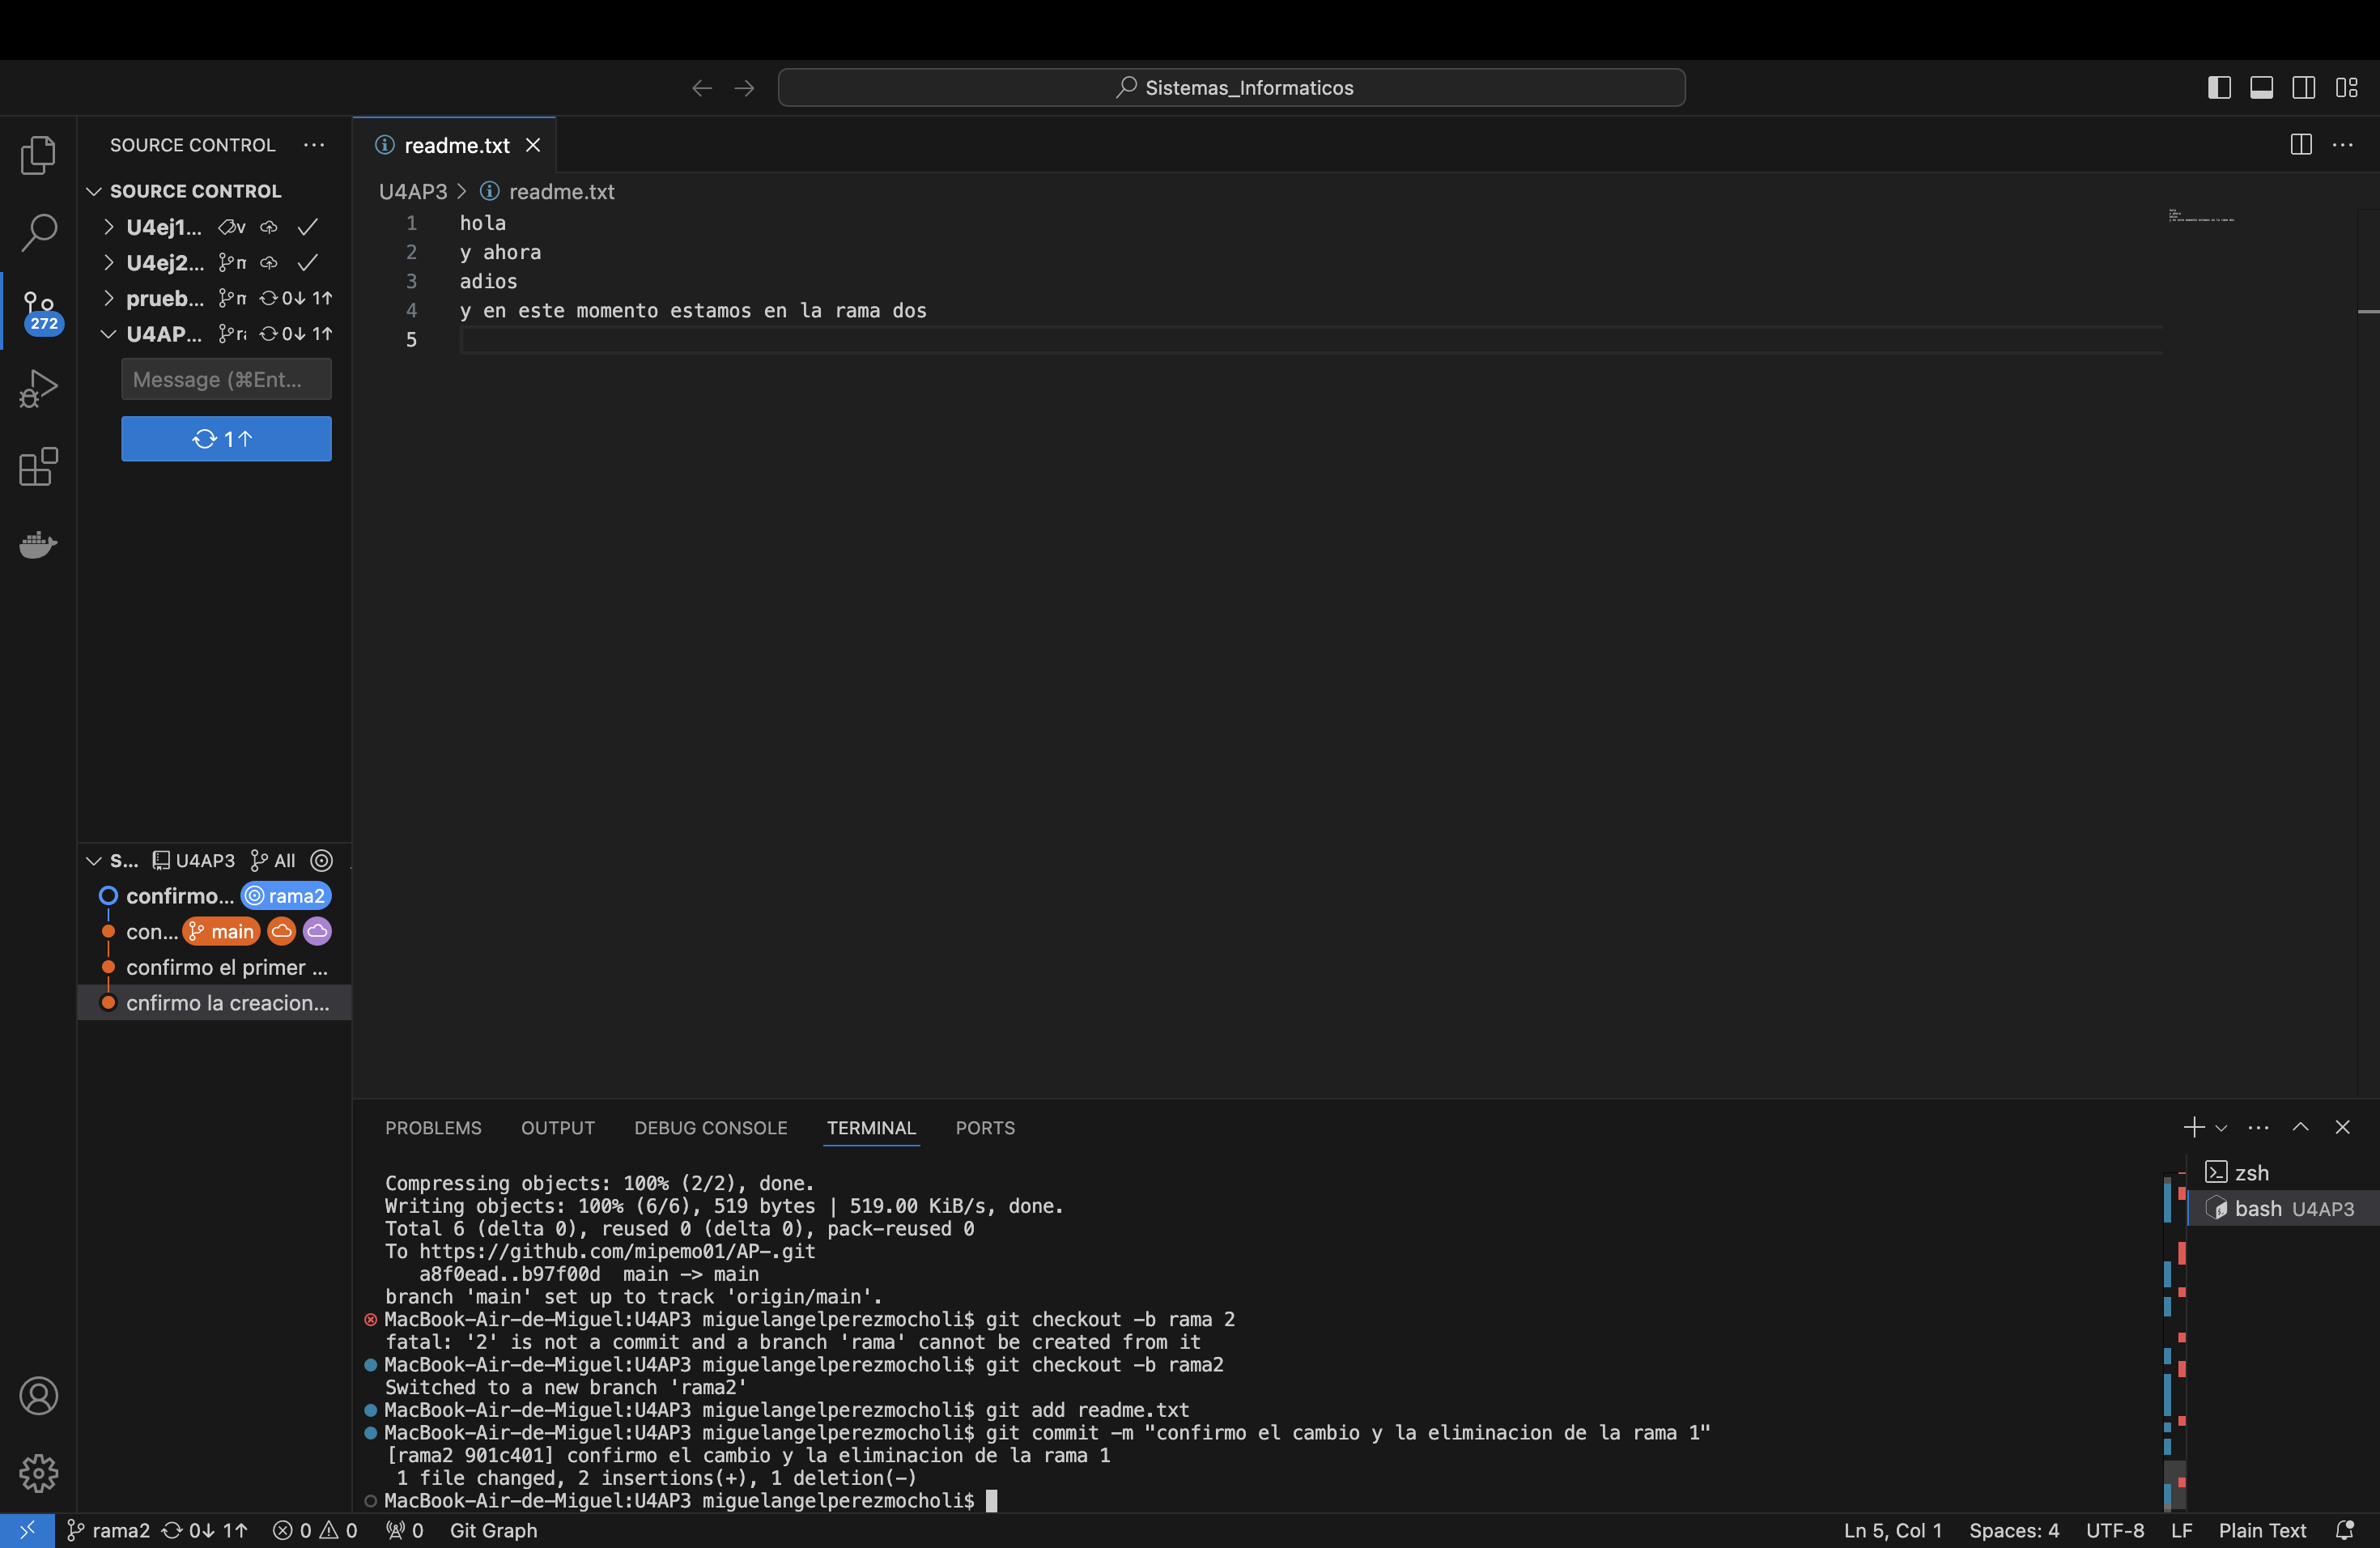 Sistemas_Informaticos
SOURCE CONTROL
readme.txt
SOURCE CONTROL
U4AP3 > readme.txt
U4ej1... v
U4ej2...
prueb... 0↓ 1↑
U4AP... 0↓ 1↑
272
Message (⌘Ent...
1↑
1 hola
2 y ahora
3 adios
4 y en este momento estamos en la rama dos
5
S... U4AP3 All
confirmo... rama2
con... main
confirmo el primer ...
cnfirmo la creacion...
PROBLEMS OUTPUT DEBUG CONSOLE TERMINAL PORTS
Compressing objects: 100% (2/2), done.
Writing objects: 100% (6/6), 519 bytes | 519.00 KiB/s, done.
Total 6 (delta 0), reused 0 (delta 0), pack-reused 0
To https://github.com/mipemo01/AP-.git
a8f0ead..b97f00d main -> main
branch 'main' set up to track 'origin/main'.
MacBook-Air-de-Miguel:U4AP3 miguelangelperezmocholi$ git checkout -b rama 2
fatal: '2' is not a commit and a branch 'rama' cannot be created from it
MacBook-Air-de-Miguel:U4AP3 miguelangelperezmocholi$ git checkout -b rama2
Switched to a new branch 'rama2'
MacBook-Air-de-Miguel:U4AP3 miguelangelperezmocholi$ git add readme.txt
MacBook-Air-de-Miguel:U4AP3 miguelangelperezmocholi$ git commit -m "confirmo el cambio y la eliminacion de la rama 1"
[rama2 901c401] confirmo el cambio y la eliminacion de la rama 1
1 file changed, 2 insertions(+), 1 deletion(-)
MacBook-Air-de-Miguel:U4AP3 miguelangelperezmocholi$
zsh
bash U4AP3
rama2 0↓ 1↑ 0 0 0 Git Graph
Ln 5, Col 1 Spaces: 4 UTF-8 LF Plain Text